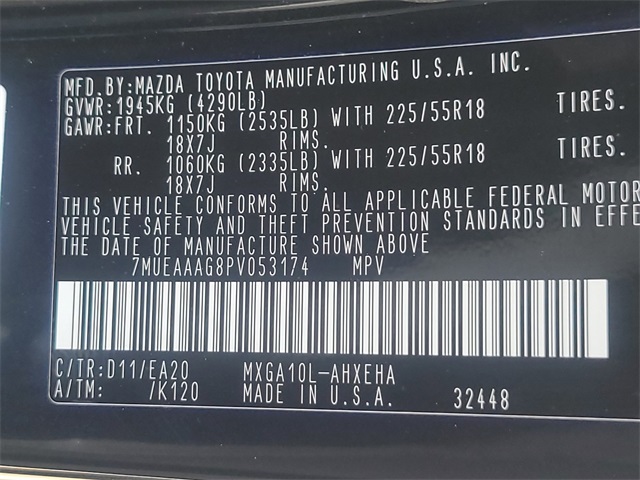 MFD.BY:MAZDA TOYOTA MANUFACTURING U.S.A. INC.
GVWR:1945KG (4290LB)
GAWR:FRT. 1150KG (2535LB) WITH 225/55R18 TIRES.
18X7J RIMS.
RR. 1060KG (2335LB) WITH 225/55R18 TIRES.
18X7J RIMS.
THIS VEHICLE CONFORMS TO ALL APPLICABLE FEDERAL MOTOR
VEHICLE SAFETY AND THEFT PREVENTION STANDARDS IN EFFE
THE DATE OF MANUFACTURE SHOWN ABOVE
7MUEAAAG8PV053174 MPV
C/TR:D11/EA20 MXGA10L-AHXEHA
A/TM: /K120 MADE IN U.S.A. 32448